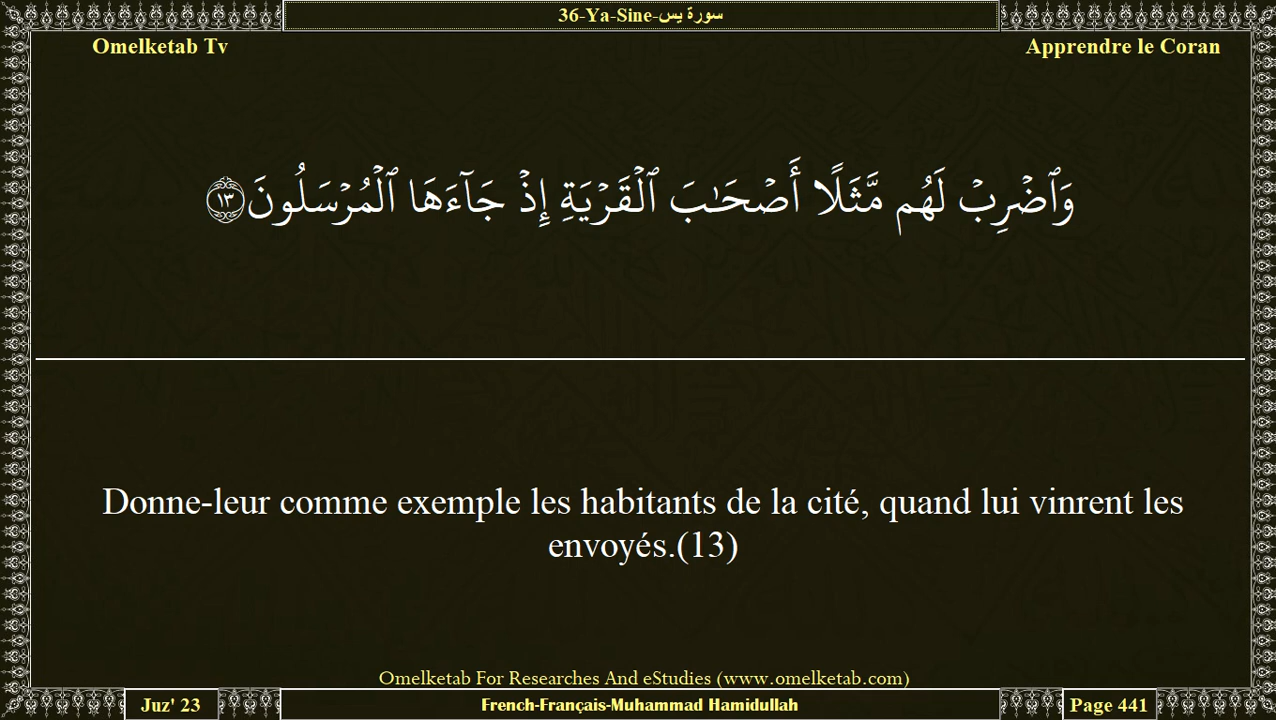 36-Ya-Sine-سورة يس
Omelketab Tv
Apprendre le Coran
وَٱضۡرِبۡ لَهُم مَّثَلًا أَصۡحَٰبَ ٱلۡقَرۡيَةِ إِذۡ جَآءَهَا ٱلۡمُرۡسَلُونَ ١٣
Donne-leur comme exemple les habitants de la cité, quand lui vinrent les
envoyés.(13)
Omelketab For Researches And eStudies (www.omelketab.com)
Juz' 23
French-Français-Muhammad Hamidullah
Page 441